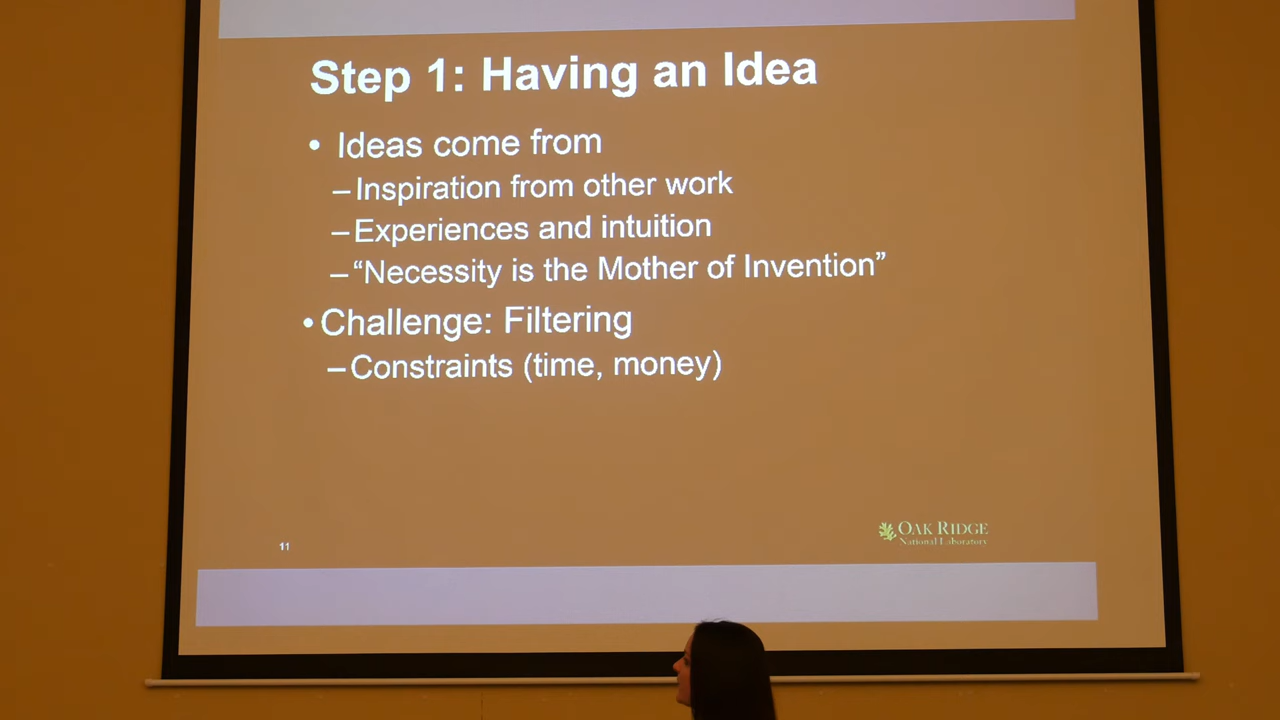 Step 1: Having an Idea
• Ideas come from
–Inspiration from other work
–Experiences and intuition
–“Necessity is the Mother of Invention”
• Challenge: Filtering
–Constraints (time, money)
11
OAK RIDGE
National Laboratory